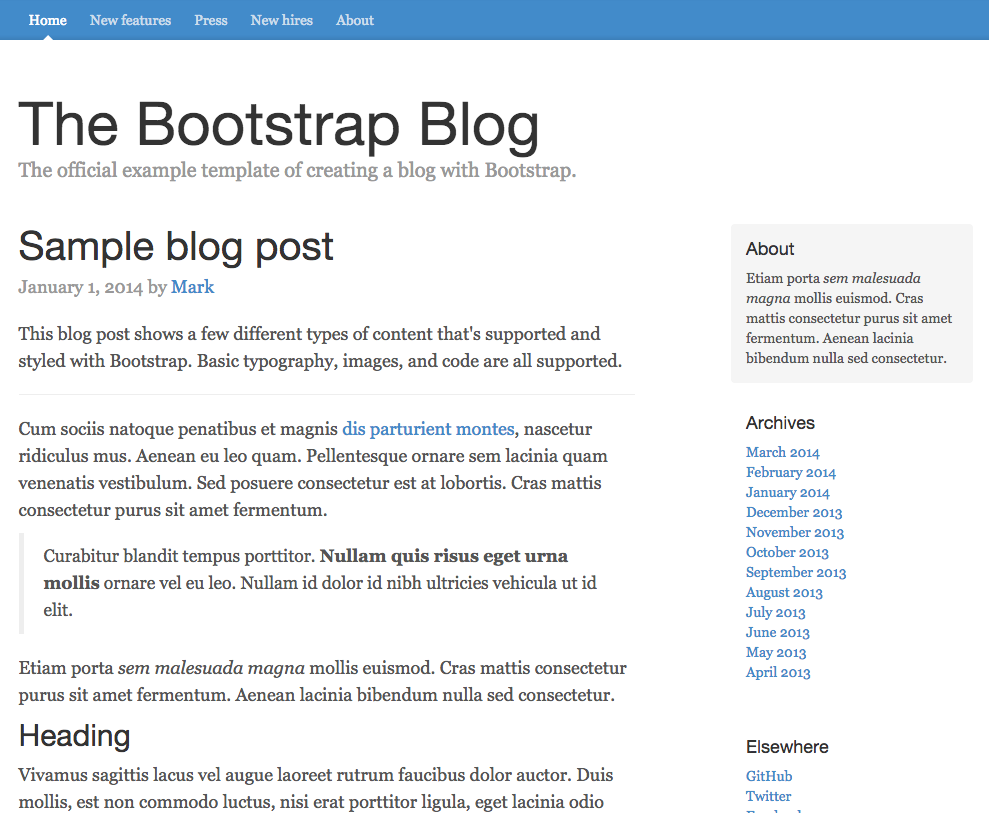 Home New features Press New hires About
The Bootstrap Blog
The official example template of creating a blog with Bootstrap.
Sample blog post
January 1, 2014 by Mark
This blog post shows a few different types of content that's supported and
styled with Bootstrap. Basic typography, images, and code are all supported.
Cum sociis natoque penatibus et magnis dis parturient montes, nascetur
ridiculus mus. Aenean eu leo quam. Pellentesque ornare sem lacinia quam
venenatis vestibulum. Sed posuere consectetur est at lobortis. Cras mattis
consectetur purus sit amet fermentum.
Curabitur blandit tempus porttitor. Nullam quis risus eget urna
mollis ornare vel eu leo. Nullam id dolor id nibh ultricies vehicula ut id
elit.
Etiam porta sem malesuada magna mollis euismod. Cras mattis consectetur
purus sit amet fermentum. Aenean lacinia bibendum nulla sed consectetur.
Heading
Vivamus sagittis lacus vel augue laoreet rutrum faucibus dolor auctor. Duis
mollis, est non commodo luctus, nisi erat porttitor ligula, eget lacinia odio
About
Etiam porta sem malesuada
magna mollis euismod. Cras
mattis consectetur purus sit amet
fermentum. Aenean lacinia
bibendum nulla sed consectetur.
Archives
March 2014
February 2014
January 2014
December 2013
November 2013
October 2013
September 2013
August 2013
July 2013
June 2013
May 2013
April 2013
Elsewhere
GitHub
Twitter